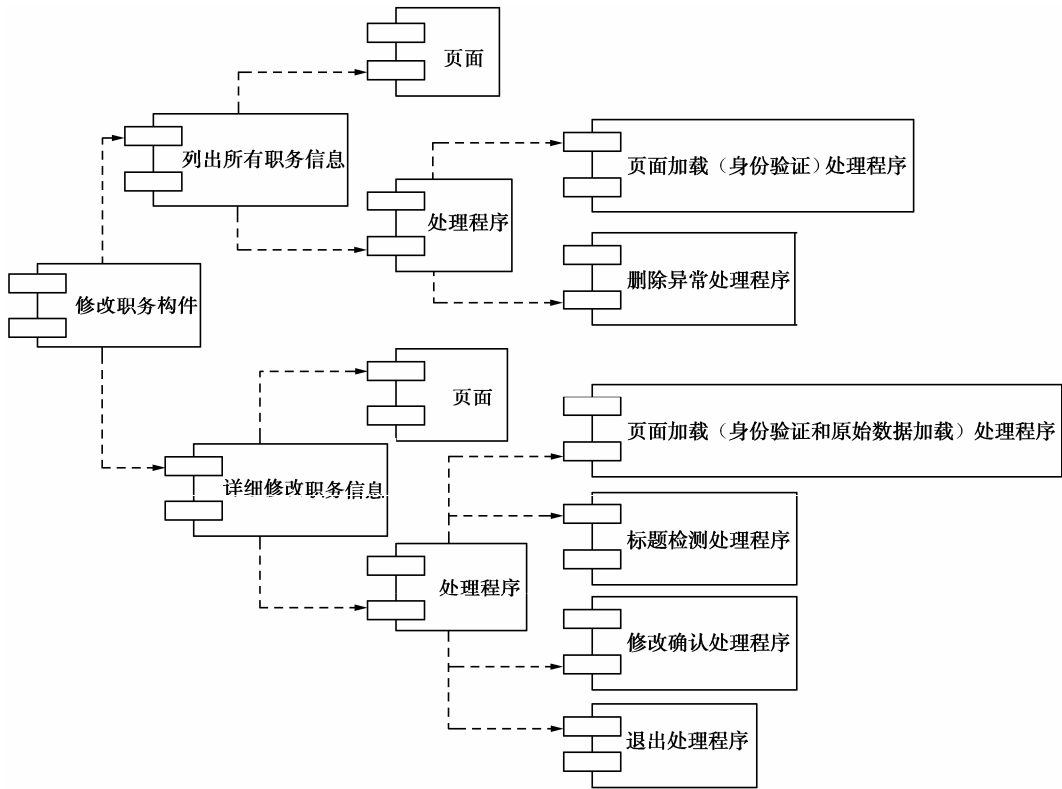 页面
列出所有职务信息
页面加载（身份验证）处理程序
处理程序
删除异常处理程序
修改职务构件
页面
页面加载（身份验证和原始数据加载）处理程序
详细修改职务信息
标题检测处理程序
处理程序
修改确认处理程序
退出处理程序